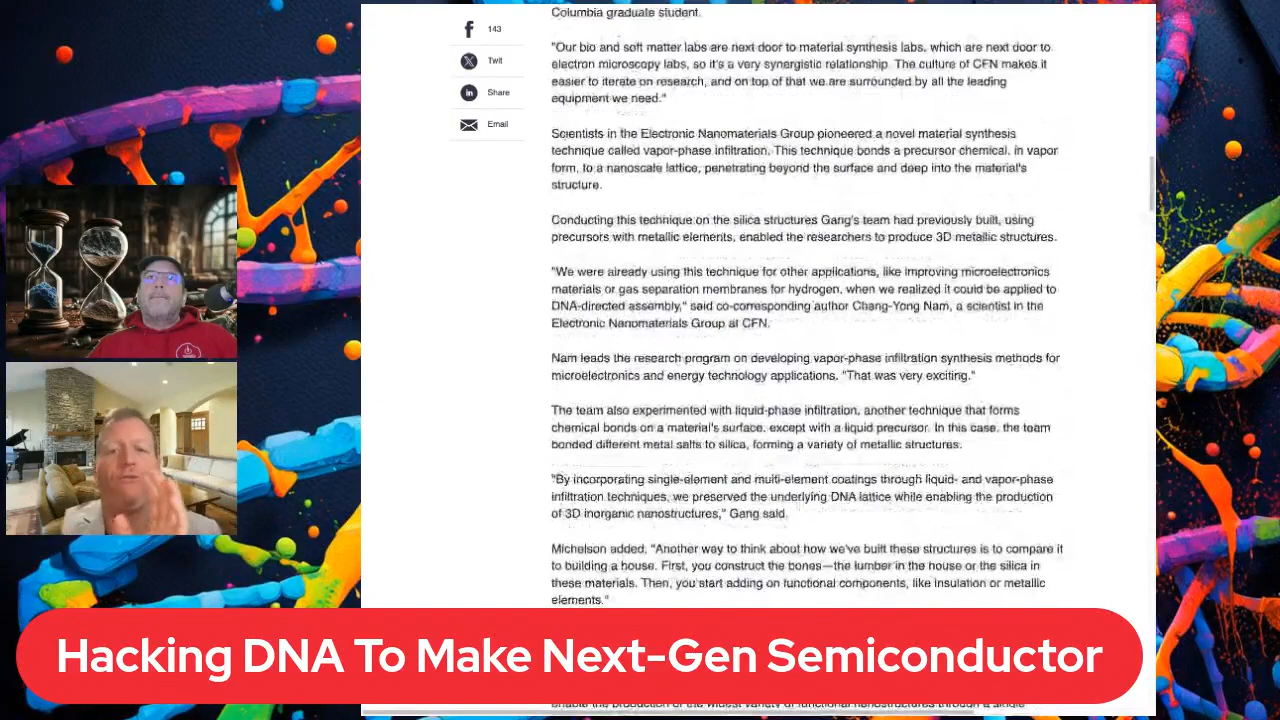 143
Twit
Share
Email
Columbia graduate student.
"Our bio and soft matter labs are next door to material synthesis labs, which are next door to
electron microscopy labs, so it's a very synergistic relationship. The culture of CFN makes it
easier to iterate on research, and on top of that we are surrounded by all the leading
equipment we need."
Scientists in the Electronic Nanomaterials Group pioneered a novel material synthesis
technique called vapor-phase infiltration. This technique bonds a precursor chemical, in vapor
form, to a nanoscale lattice, penetrating beyond the surface and deep into the material's
structure.
Conducting this technique on the silica structures Gang's team had previously built, using
precursors with metallic elements, enabled the researchers to produce 3D metallic structures.
"We were already using this technique for other applications, like improving microelectronics
materials or gas separation membranes for hydrogen, when we realized it could be applied to
DNA-directed assembly," said co-corresponding author Chang-Yong Nam, a scientist in the
Electronic Nanomaterials Group at CFN.
Nam leads the research program on developing vapor-phase infiltration synthesis methods for
microelectronics and energy technology applications. "That was very exciting."
The team also experimented with liquid-phase infiltration, another technique that forms
chemical bonds on a material's surface, except with a liquid precursor. In this case, the team
bonded different metal salts to silica, forming a variety of metallic structures.
"By incorporating single-element and multi-element coatings through liquid- and vapor-phase
infiltration techniques, we preserved the underlying DNA lattice while enabling the production
of 3D inorganic nanostructures," Gang said.
Michelson added, "Another way to think about how we've built these structures is to compare it
to building a house. First, you construct the bones—the lumber in the house or the silica in
these materials. Then, you start adding on functional components, like insulation or metallic
elements."
Hacking DNA To Make Next-Gen Semiconductor